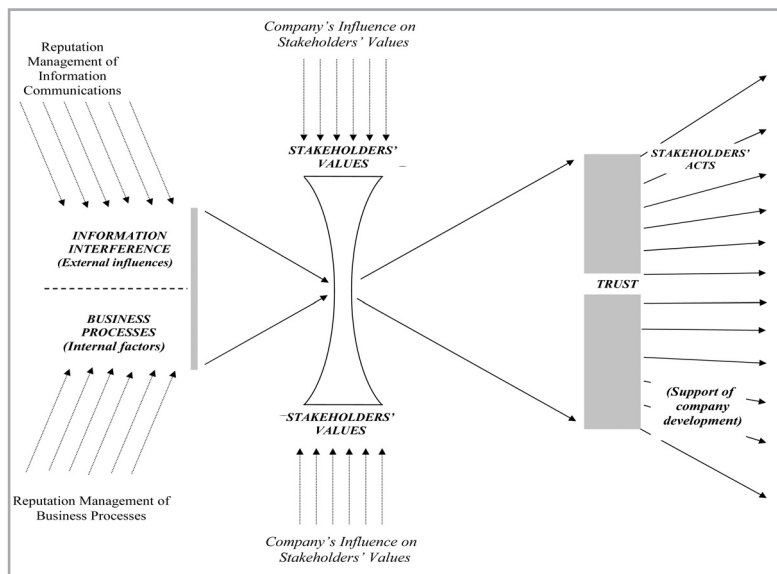 Reputation
Management of
Information
Communications
Company's Influence on
Stakeholders' Values
STAKEHOLDERS'
VALUES
INFORMATION
INTERFERENCE
(External influences)
BUSINESS
PROCESSES
(Internal factors)
Reputation Management of
Business Processes
STAKEHOLDERS'
VALUES
Company's Influence on
Stakeholders' Values
STAKEHOLDERS'
ACTS
TRUST
(Support of
company
development)